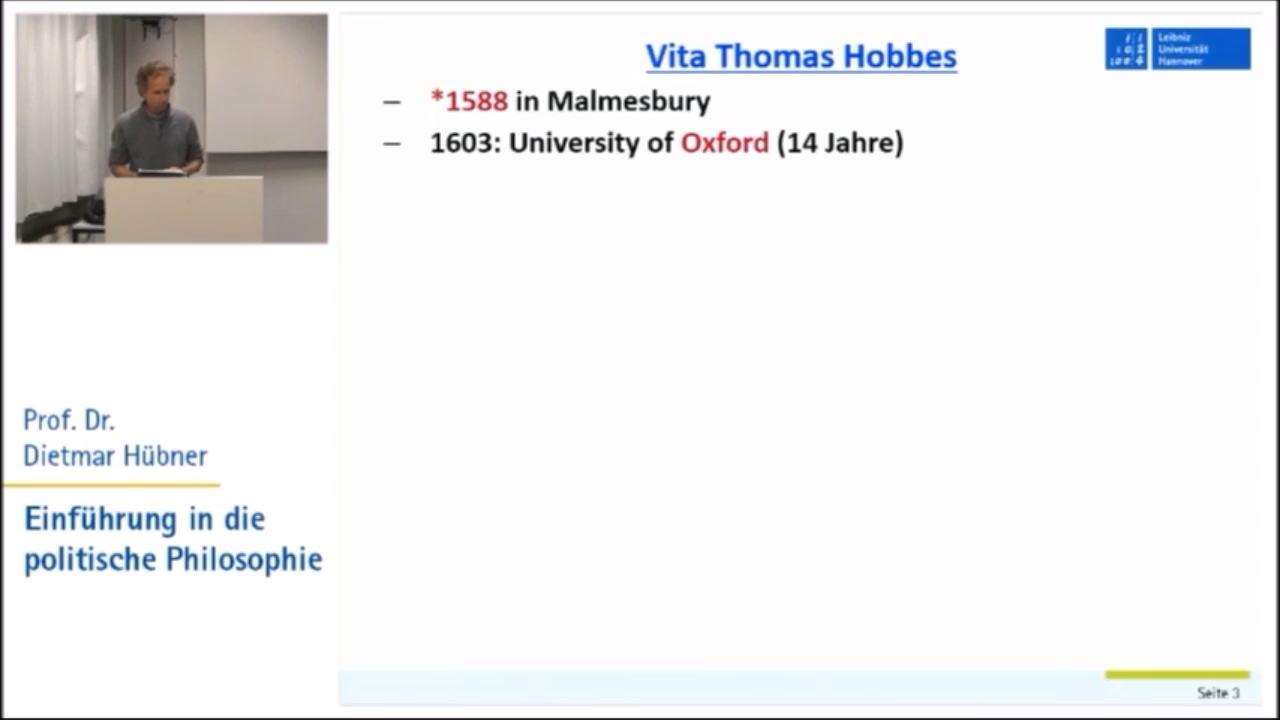 Vita Thomas Hobbes
– *1588 in Malmesbury
– 1603: University of Oxford (14 Jahre)
Leibniz
Universität
Hannover
Prof. Dr.
Dietmar Hübner
Einführung in die
politische Philosophie
Seite 3